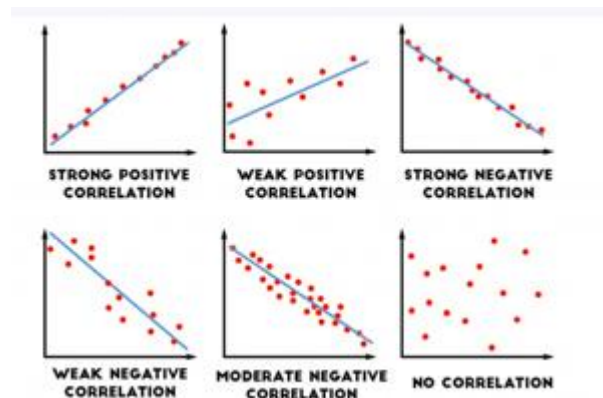 STRONG POSITIVE
CORRELATION
WEAK POSITIVE
CORRELATION
STRONG NEGATIVE
CORRELATION
WEAK NEGATIVE
CORRELATION
MODERATE NEGATIVE
CORRELATION
NO CORRELATION